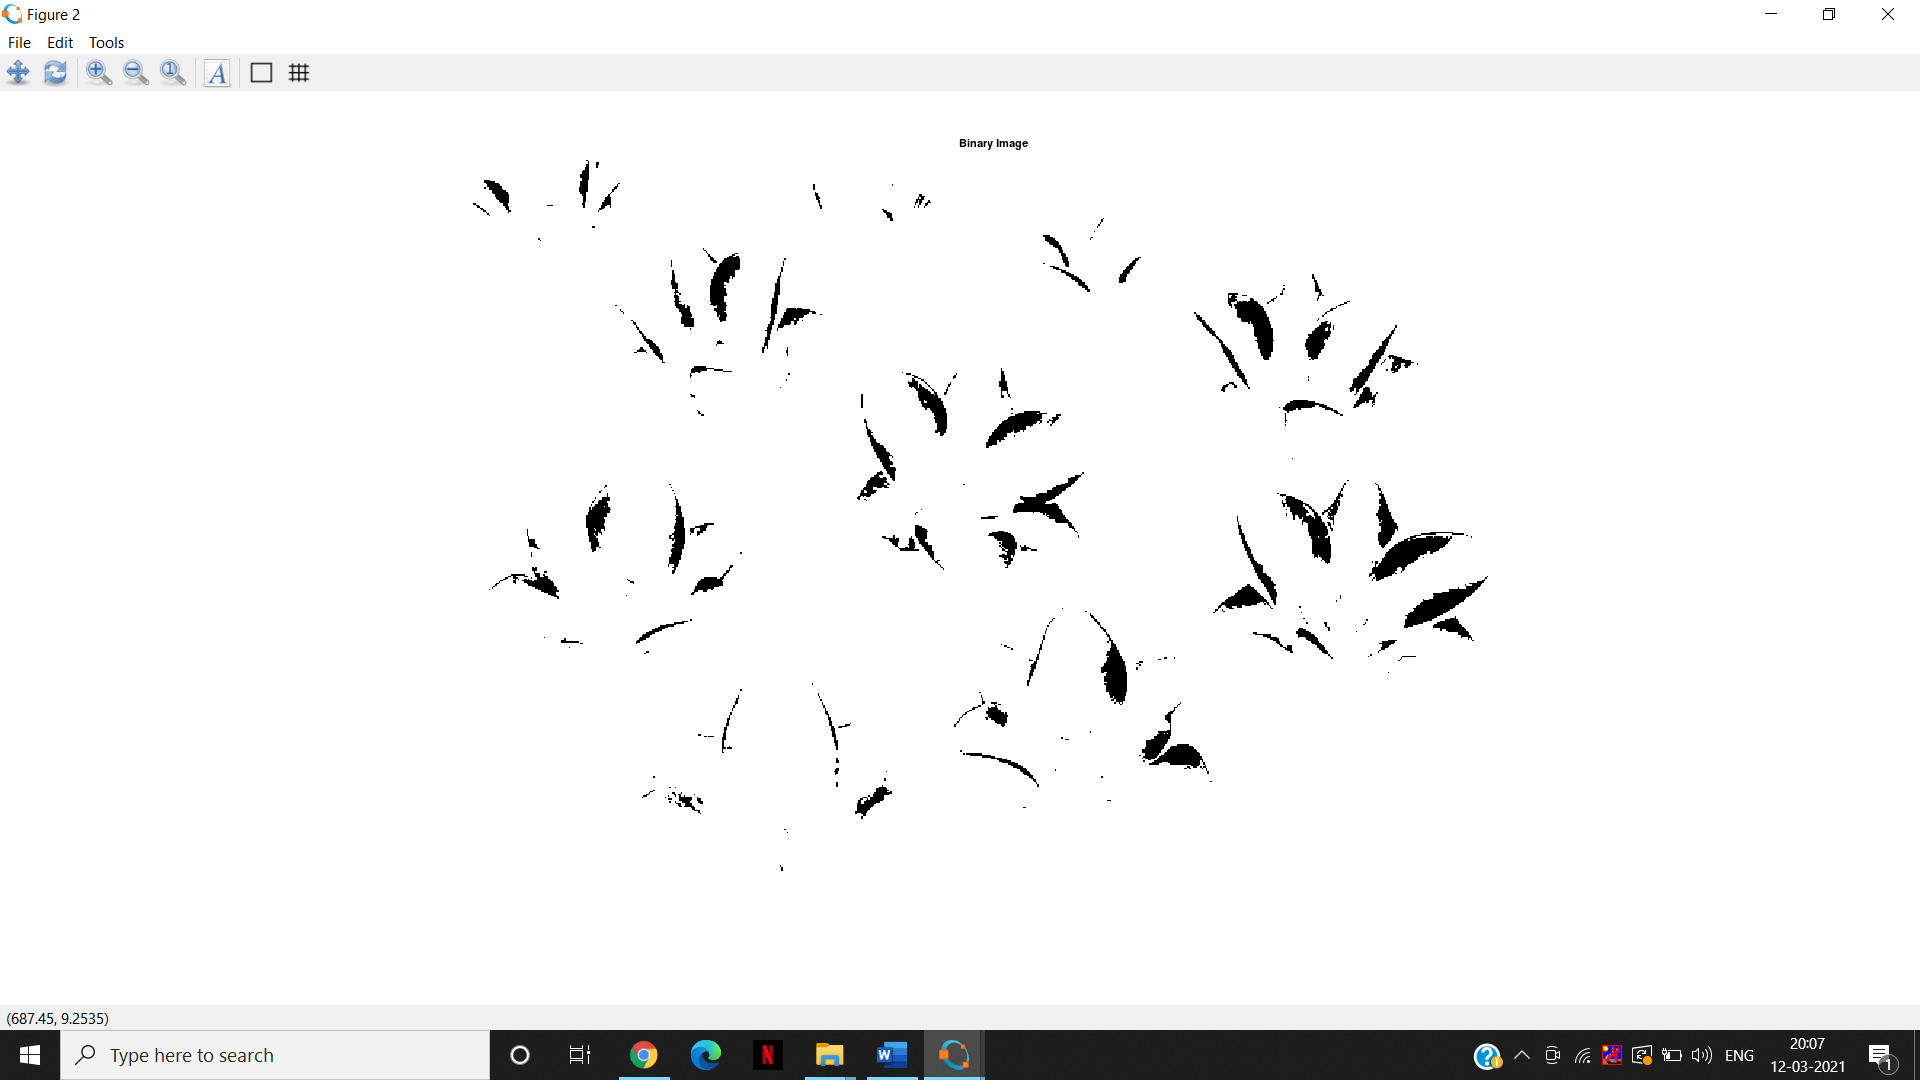 Figure 2
File Edit Tools
A
Binary Image
(687.45, 9.2535)
Type here to search
N
W
ENG
20:07
12-03-2021
1